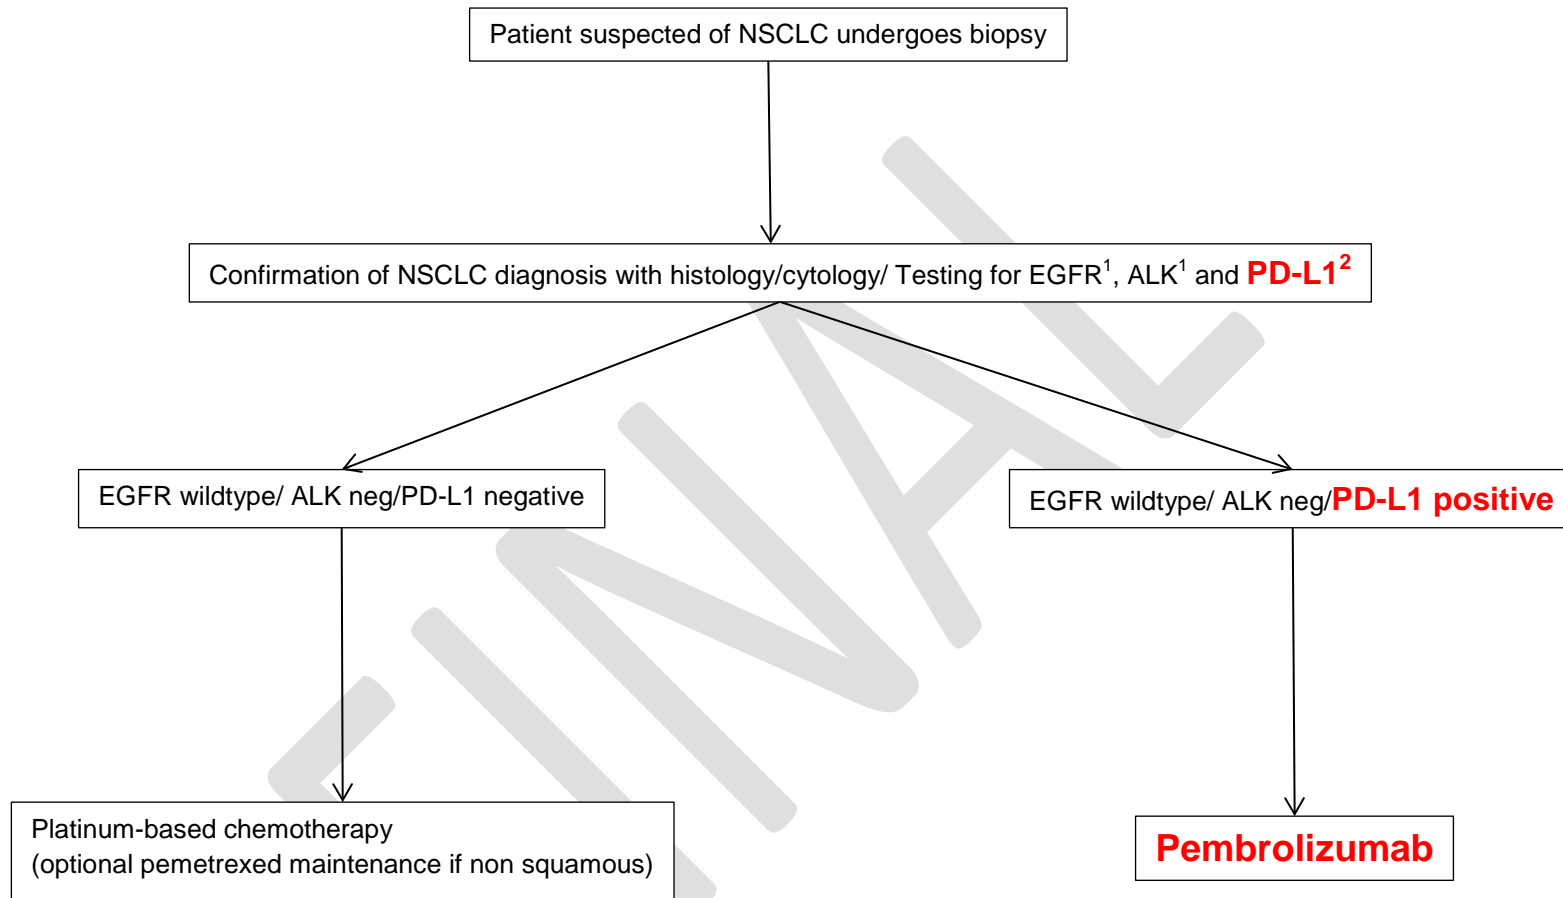 Patient suspected of NSCLC undergoes biopsy
Confirmation of NSCLC diagnosis with histology/cytology/ Testing for EGFR¹, ALK¹ and PD-L1²
EGFR wildtype/ ALK neg/PD-L1 negative
EGFR wildtype/ ALK neg/PD-L1 positive
Platinum-based chemotherapy
(optional pemetrexed maintenance if non squamous)
Pembrolizumab
FINAL